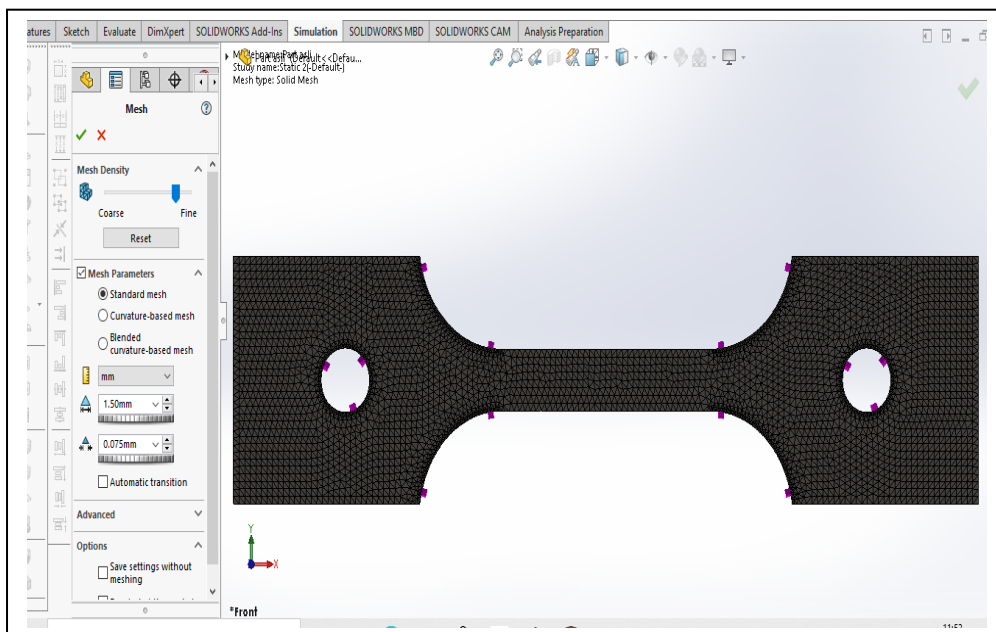 atures Sketch Evaluate DimXpert SOLIDWORKS Add-Ins Simulation SOLIDWORKS MBD SOLIDWORKS CAM Analysis Preparation
Study name:Static 2(-Default-)
Mesh type: Solid Mesh
Mesh
Mesh Density
Coarse Fine
Reset
Mesh Parameters
Standard mesh
Curvature-based mesh
Blended
curvature-based mesh
mm
1.50mm
0.075mm
Automatic transition
Advanced
Options
Save settings without
meshing
Y
X
*Front